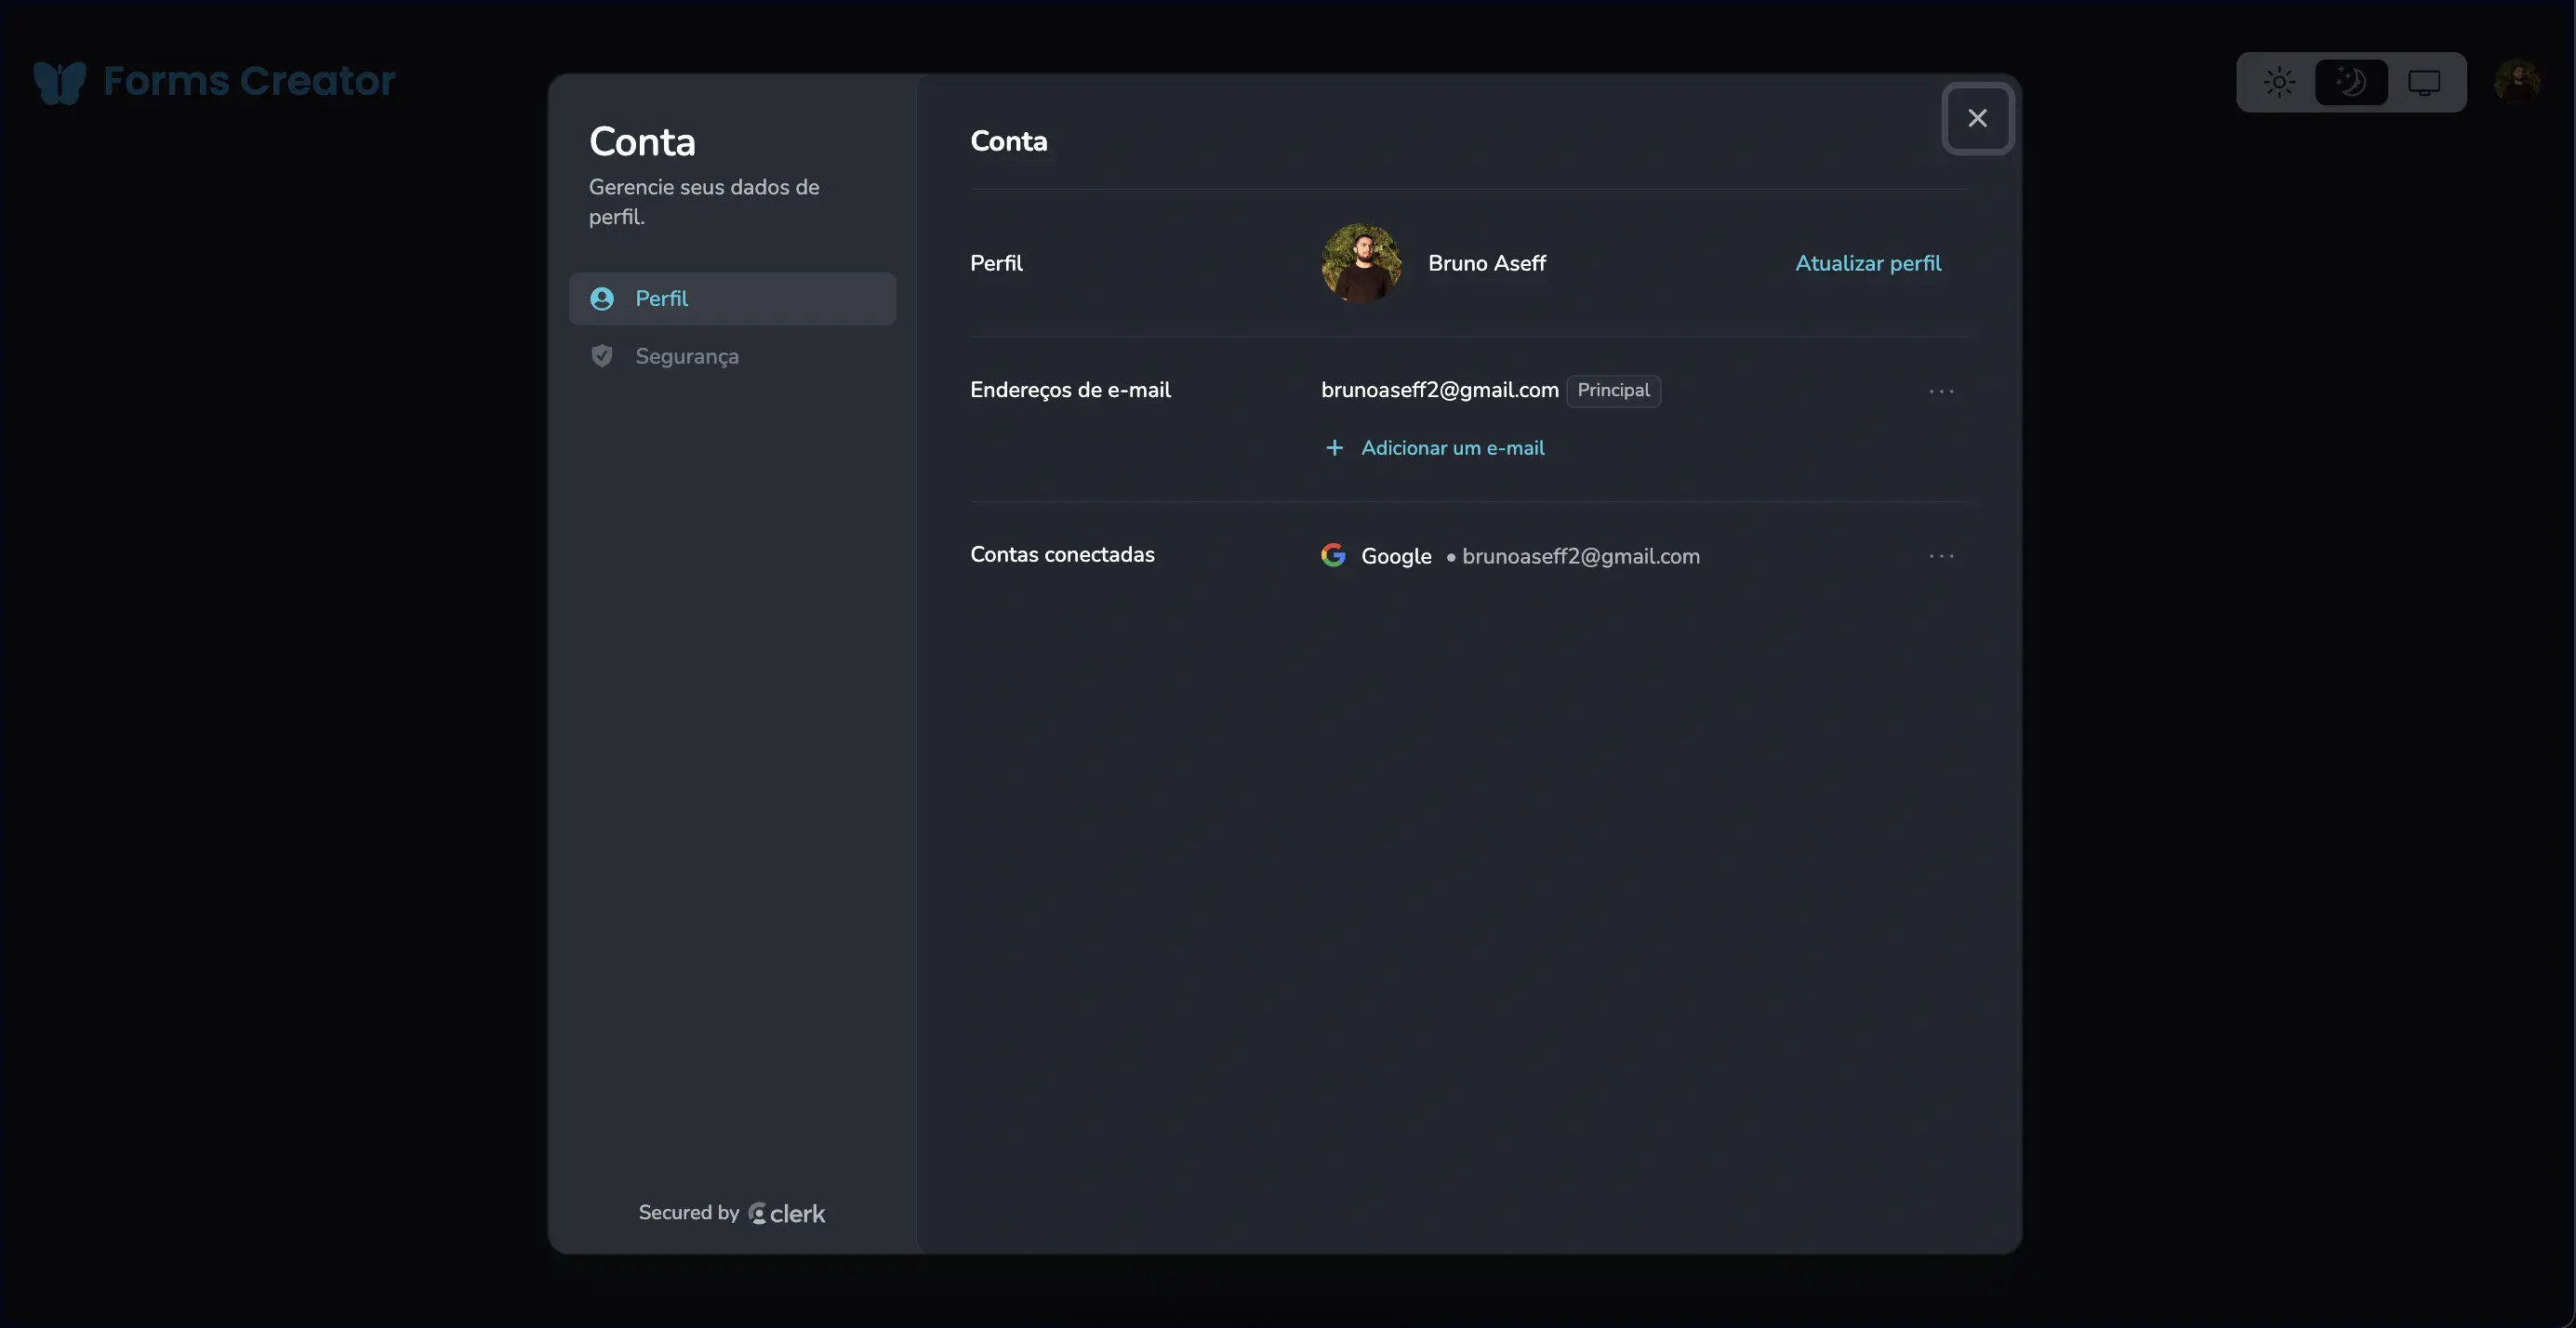 Forms Creator
Conta
Gerencie seus dados de
perfil.
Perfil
Segurança
Secured by clerk
Conta
Perfil
Bruno Aseff
Atualizar perfil
Endereços de e-mail
brunoaseff2@gmail.com Principal
+ Adicionar um e-mail
Contas conectadas
Google • brunoaseff2@gmail.com